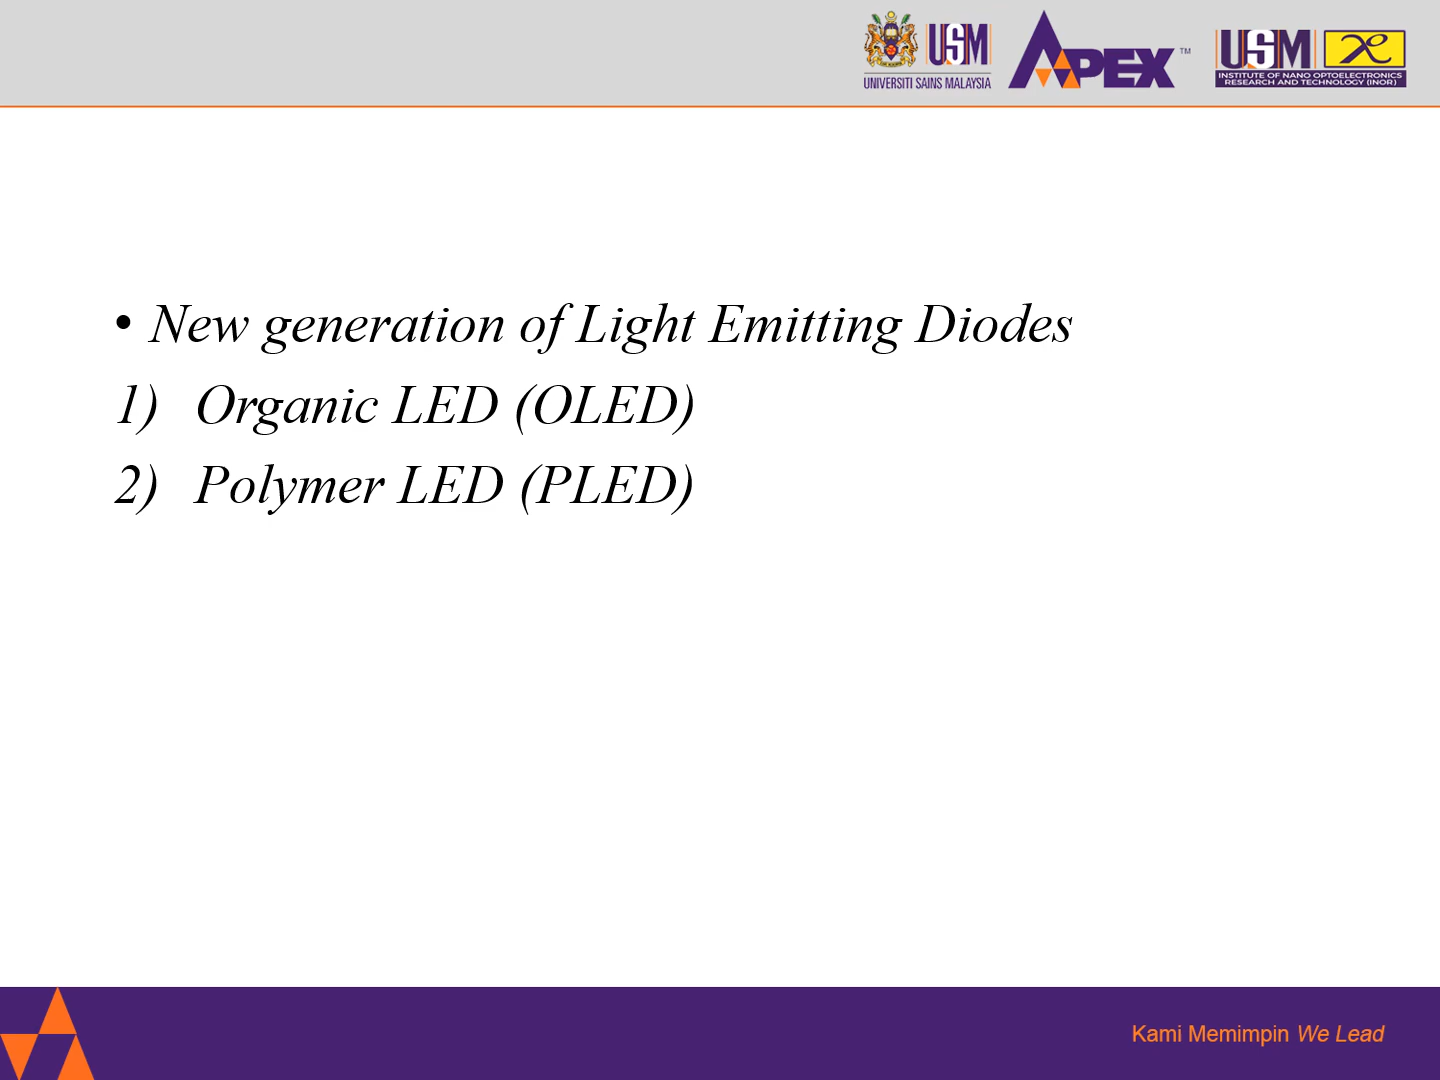 USM
UNIVERSITI SAINS MALAYSIA
APEX™
USM
INSTITUTE OF NANO OPTOELECTRONICS
RESEARCH AND TECHNOLOGY (INOR)
• New generation of Light Emitting Diodes
1) Organic LED (OLED)
2) Polymer LED (PLED)
Kami Memimpin We Lead